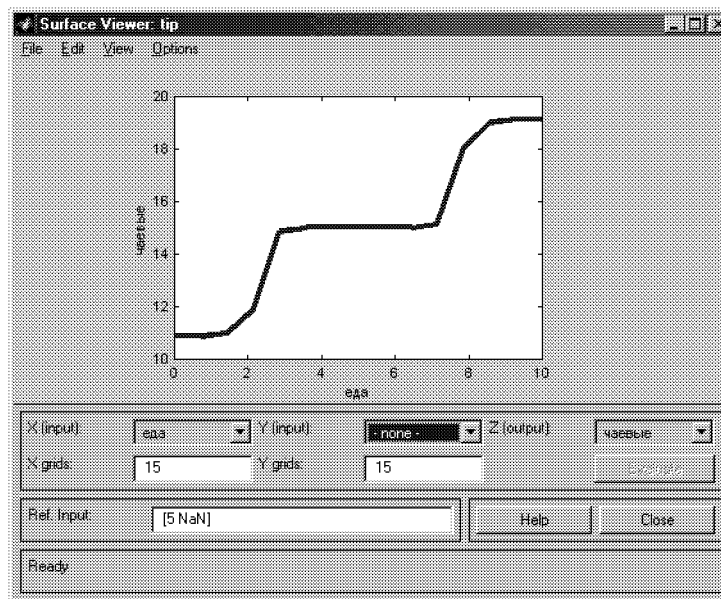 Surface Viewer: tip
File Edit View Options
20
18
16
14
12
10
чаевые
0 2 4 6 8 10
еда
X (input): еда Y (input): - none - Z (output): чаевые
X grids: 15 Y grids: 15 Evaluate
Ref. Input: [5 NaN] Help Close
Ready